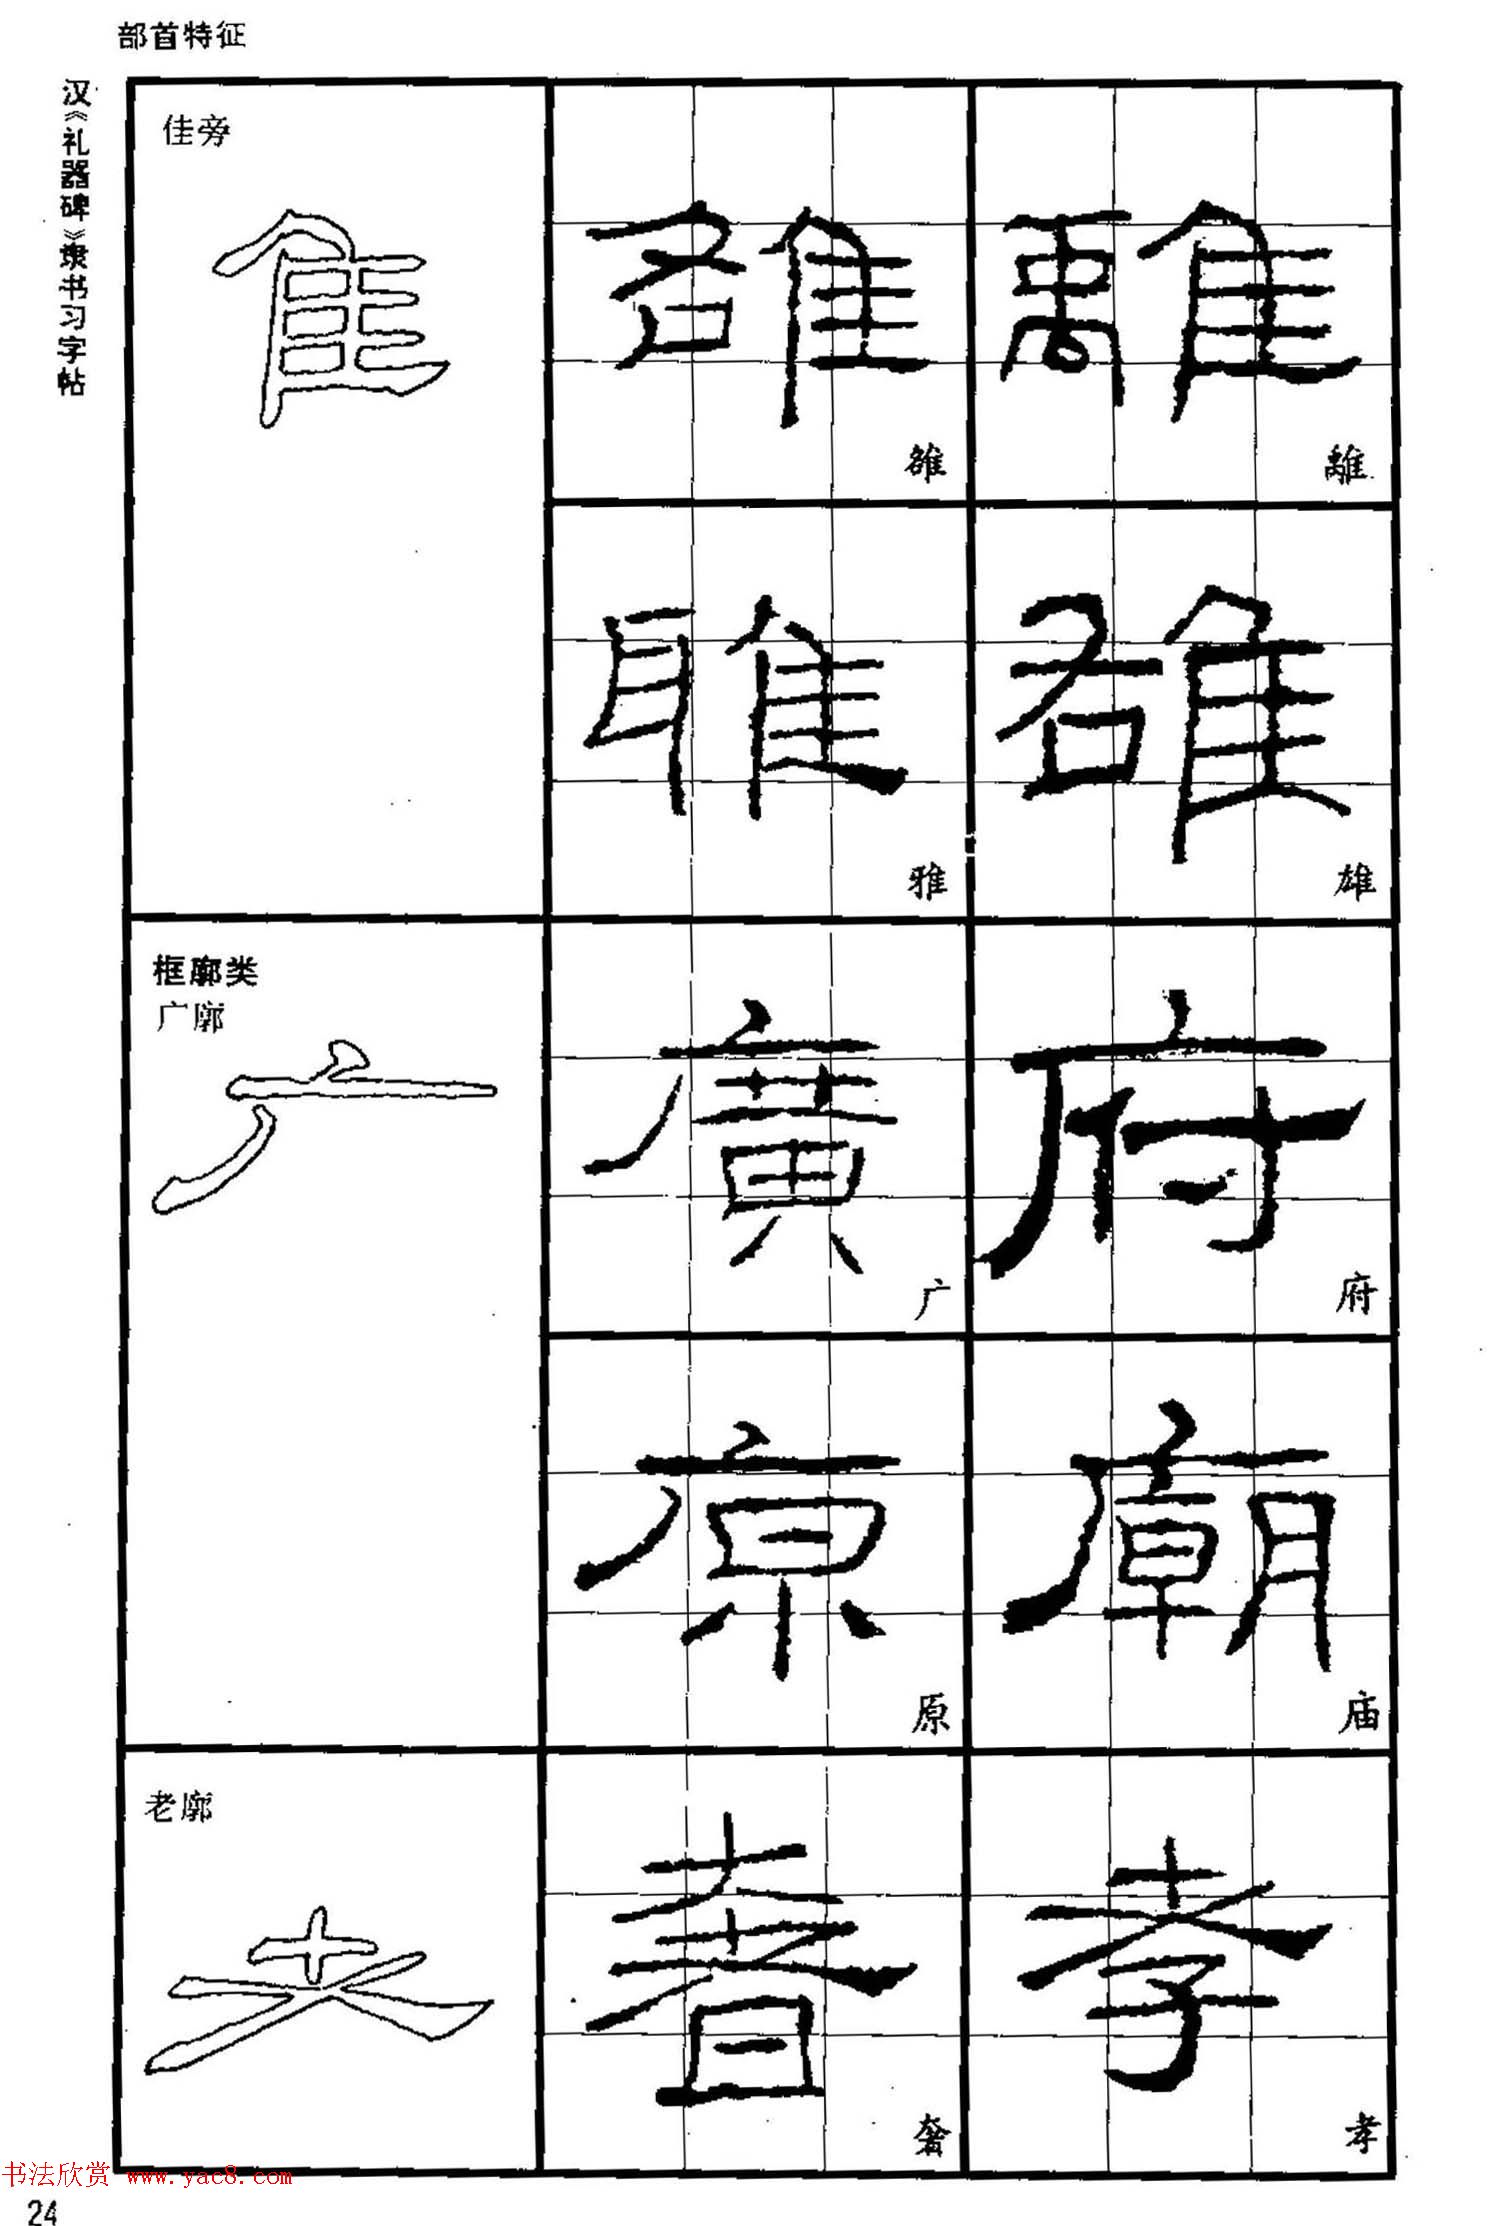 部首特征
汉《礼器碑》隶书习字帖
佳旁
雒
離
雅
雄
框廓类
广廓
广
府
原
庙
老廓
奢
孝
书法欣赏 www.yac8.com
24